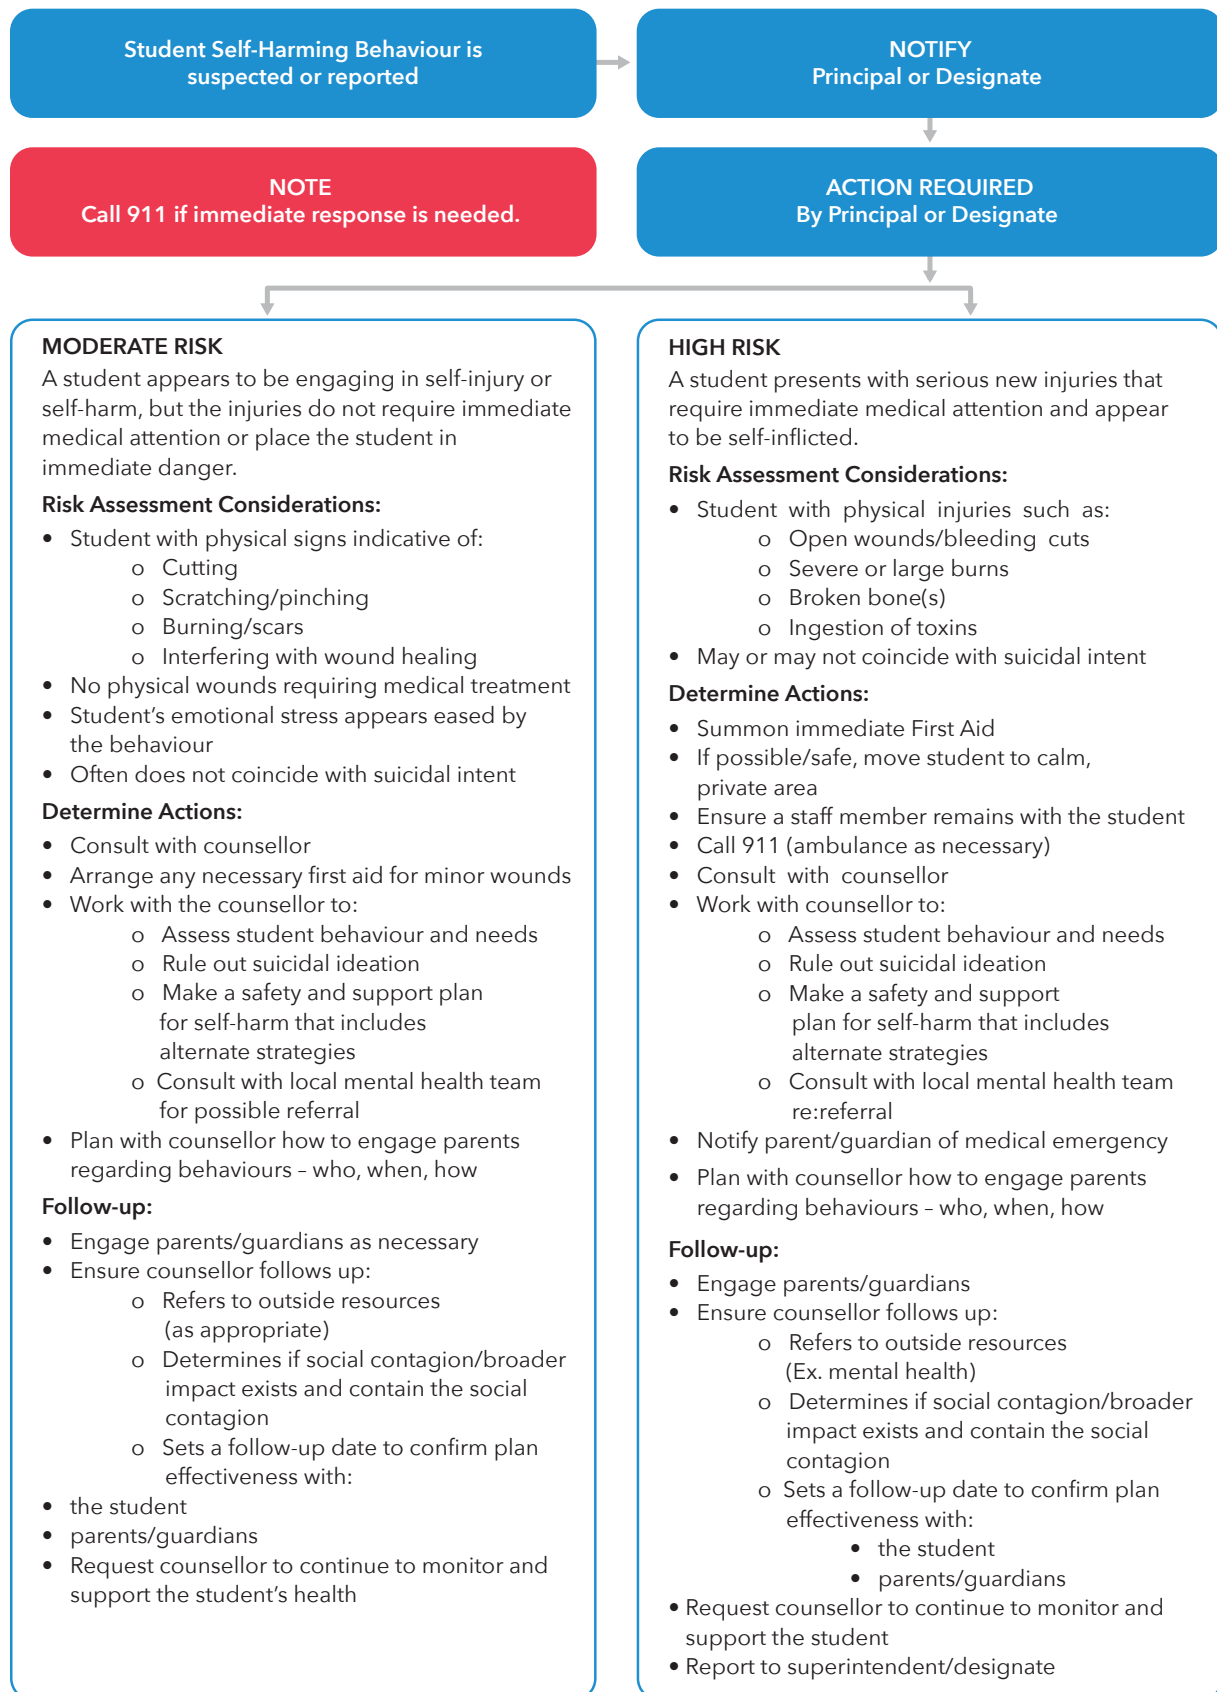 Student Self-Harming Behaviour is
suspected or reported
NOTIFY
Principal or Designate
NOTE
Call 911 if immediate response is needed.
ACTION REQUIRED
By Principal or Designate
MODERATE RISK
A student appears to be engaging in self-injury or
self-harm, but the injuries do not require immediate
medical attention or place the student in
immediate danger.
Risk Assessment Considerations:
• Student with physical signs indicative of:
o Cutting
o Scratching/pinching
o Burning/scars
o Interfering with wound healing
• No physical wounds requiring medical treatment
• Student's emotional stress appears eased by
the behaviour
• Often does not coincide with suicidal intent
Determine Actions:
• Consult with counsellor
• Arrange any necessary first aid for minor wounds
• Work with the counsellor to:
o Assess student behaviour and needs
o Rule out suicidal ideation
o Make a safety and support plan
for self-harm that includes
alternate strategies
o Consult with local mental health team
for possible referral
• Plan with counsellor how to engage parents
regarding behaviours – who, when, how
Follow-up:
• Engage parents/guardians as necessary
• Ensure counsellor follows up:
o Refers to outside resources
(as appropriate)
o Determines if social contagion/broader
impact exists and contain the social
contagion
o Sets a follow-up date to confirm plan
effectiveness with:
• the student
• parents/guardians
• Request counsellor to continue to monitor and
support the student's health
HIGH RISK
A student presents with serious new injuries that
require immediate medical attention and appear
to be self-inflicted.
Risk Assessment Considerations:
• Student with physical injuries such as:
o Open wounds/bleeding cuts
o Severe or large burns
o Broken bone(s)
o Ingestion of toxins
• May or may not coincide with suicidal intent
Determine Actions:
• Summon immediate First Aid
• If possible/safe, move student to calm,
private area
• Ensure a staff member remains with the student
• Call 911 (ambulance as necessary)
• Consult with counsellor
• Work with counsellor to:
o Assess student behaviour and needs
o Rule out suicidal ideation
o Make a safety and support
plan for self-harm that includes
alternate strategies
o Consult with local mental health team
re:referral
• Notify parent/guardian of medical emergency
• Plan with counsellor how to engage parents
regarding behaviours – who, when, how
Follow-up:
• Engage parents/guardians
• Ensure counsellor follows up:
o Refers to outside resources
(Ex. mental health)
o Determines if social contagion/broader
impact exists and contain the social
contagion
o Sets a follow-up date to confirm plan
effectiveness with:
• the student
• parents/guardians
• Request counsellor to continue to monitor and
support the student
• Report to superintendent/designate